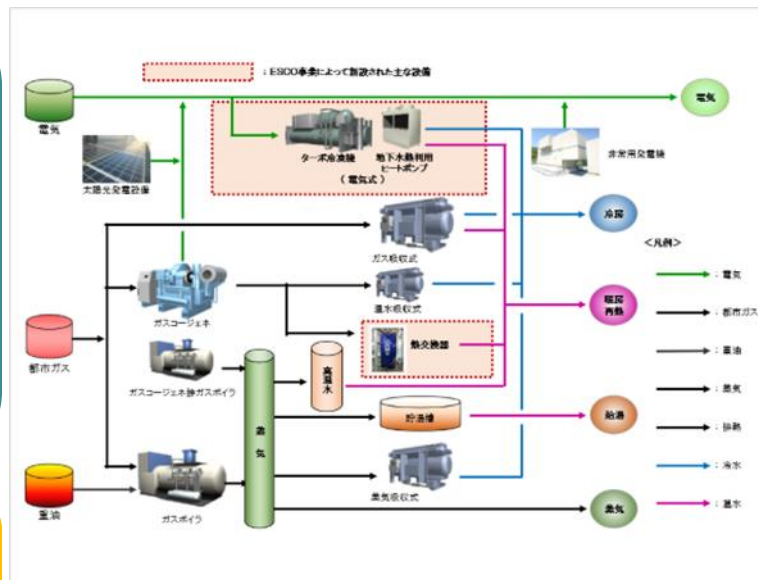 ：ESCO事業によって新設された主な設備
電気
電気
太陽光発電設備
ターボ冷凍機
地下水熱利用
ヒートポンプ
（電気式）
非常用発電機
冷房
ガス吸収式
<凡例>
：電気
ガスコージェネ
温水吸収式
暖房
再熱
：都市ガス
都市ガス
熱交換器
：重油
ガスコージェネ排ガスボイラ
高温水
：蒸気
蒸気
貯湯槽
給湯
：排熱
：冷水
重油
ガスボイラ
蒸気吸収式
蒸気
：温水